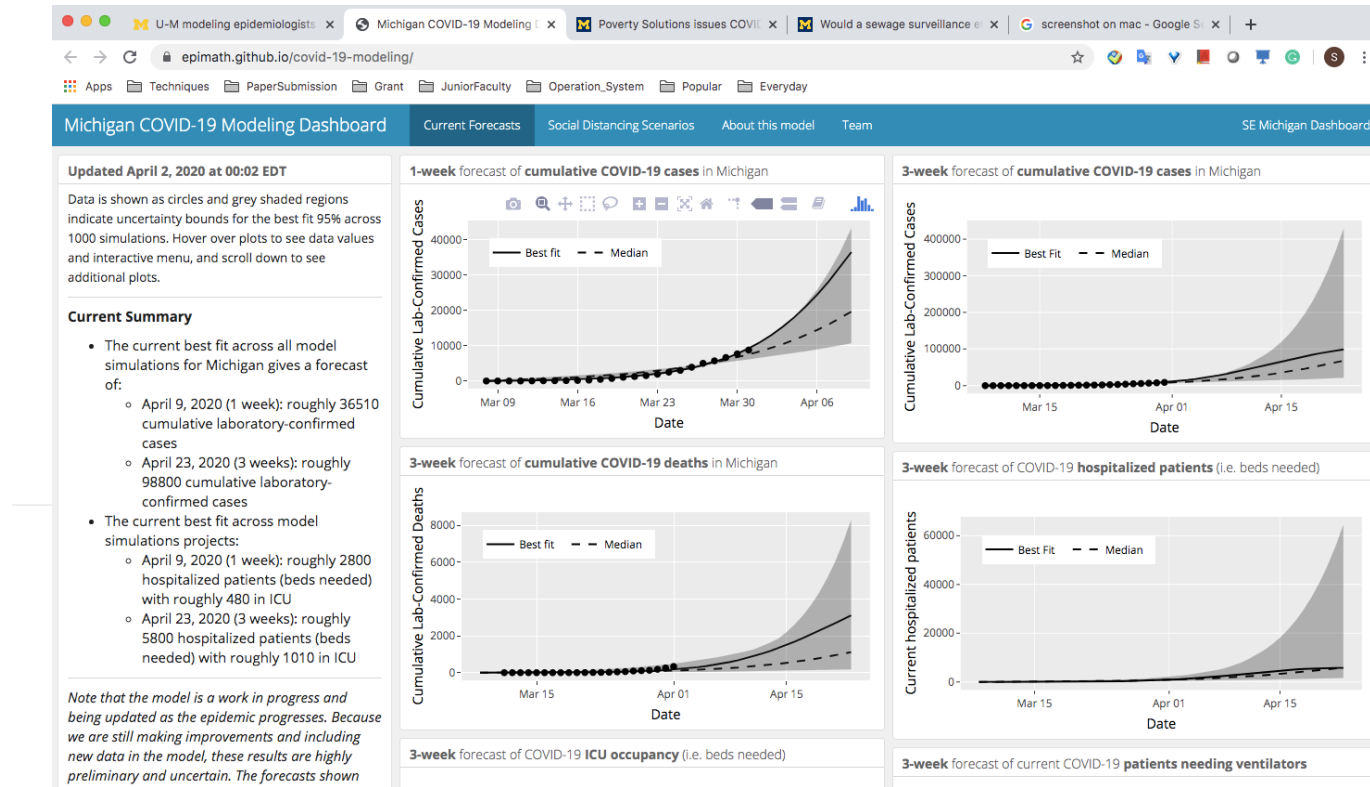 U-M modeling epidemiologists
Michigan COVID-19 Modeling D
Poverty Solutions issues COVI
Would a sewage surveillance e
screenshot on mac - Google S
epimath.github.io/covid-19-modeling/
S
Apps
Techniques
PaperSubmission
Grant
JuniorFaculty
Operation_System
Popular
Everyday
Michigan COVID-19 Modeling Dashboard
Current Forecasts
Social Distancing Scenarios
About this model
Team
SE Michigan Dashboard
Updated April 2, 2020 at 00:02 EDT
Data is shown as circles and grey shaded regions
indicate uncertainty bounds for the best fit 95% across
1000 simulations. Hover over plots to see data values
and interactive menu, and scroll down to see
additional plots.
Current Summary
• The current best fit across all model
simulations for Michigan gives a forecast
of:
◦ April 9, 2020 (1 week): roughly 36510
cumulative laboratory-confirmed
cases
◦ April 23, 2020 (3 weeks): roughly
98800 cumulative laboratory-
confirmed cases
• The current best fit across model
simulations projects:
◦ April 9, 2020 (1 week): roughly 2800
hospitalized patients (beds needed)
with roughly 480 in ICU
◦ April 23, 2020 (3 weeks): roughly
5800 hospitalized patients (beds
needed) with roughly 1010 in ICU
Note that the model is a work in progress and
being updated as the epidemic progresses. Because
we are still making improvements and including
new data in the model, these results are highly
preliminary and uncertain. The forecasts shown
1-week forecast of cumulative COVID-19 cases in Michigan
Cumulative Lab-Confirmed Cases
40000
30000
20000
10000
0
Best fit
Median
Mar 09
Mar 16
Mar 23
Mar 30
Apr 06
Date
3-week forecast of cumulative COVID-19 cases in Michigan
Cumulative Lab-Confirmed Cases
400000
300000
200000
100000
0
Best Fit
Median
Mar 15
Apr 01
Apr 15
Date
3-week forecast of cumulative COVID-19 deaths in Michigan
Cumulative Lab-Confirmed Deaths
8000
6000
4000
2000
0
Best fit
Median
Mar 15
Apr 01
Apr 15
Date
3-week forecast of COVID-19 hospitalized patients (i.e. beds needed)
Current hospitalized patients
60000
40000
20000
0
Best Fit
Median
Mar 15
Apr 01
Apr 15
Date
3-week forecast of COVID-19 ICU occupancy (i.e. beds needed)
3-week forecast of current COVID-19 patients needing ventilators